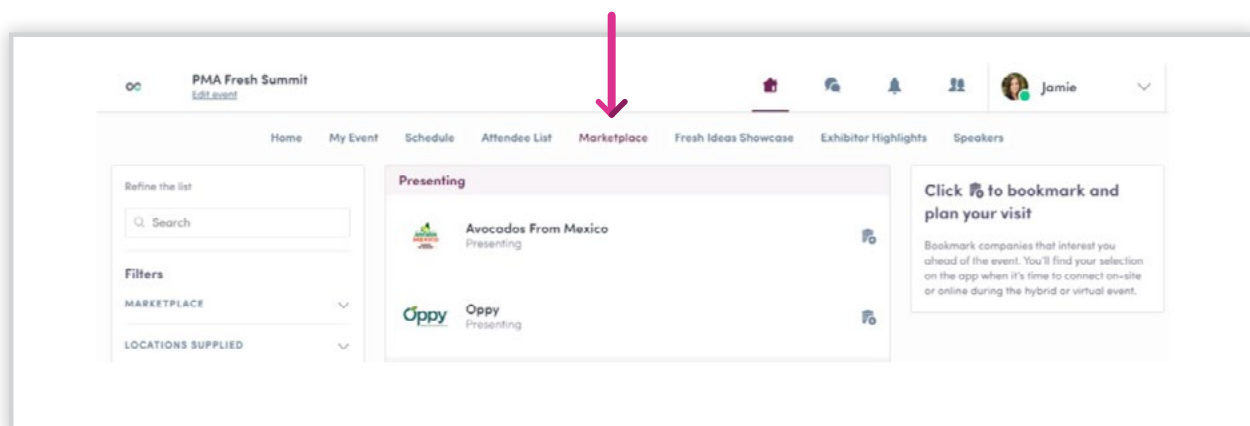 PMA Fresh Summit
Edit event
Jamie
Home My Event Schedule Attendee List Marketplace Fresh Ideas Showcase Exhibitor Highlights Speakers
Refine the list
Search
Filters
MARKETPLACE
LOCATIONS SUPPLIED
Presenting
MEXICO
Avocados From Mexico
Presenting
Oppy
Oppy
Presenting
Click to bookmark and
plan your visit
Bookmark companies that interest you
ahead of the event. You'll find your selection
on the app when it's time to connect on-site
or online during the hybrid or virtual event.